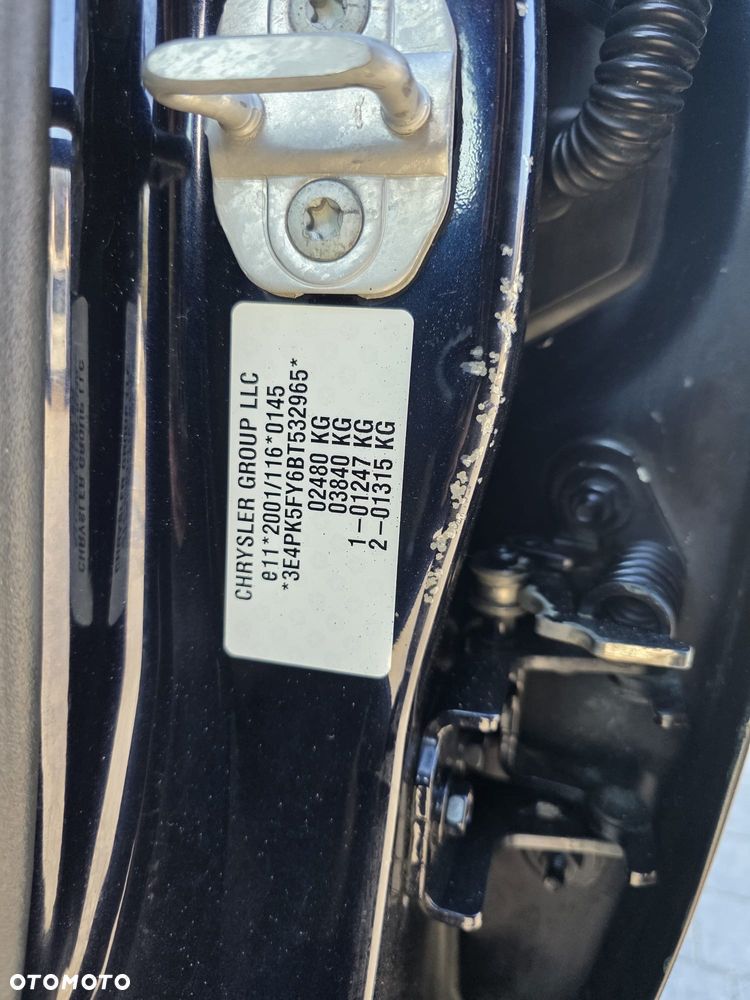 CHRYSLER GROUP LLC
e11*2001/116*0145
*3E4PK5FY6BT532965*
02480 KG
03840 KG
1-01247 KG
2-01315 KG
OTOMOTO